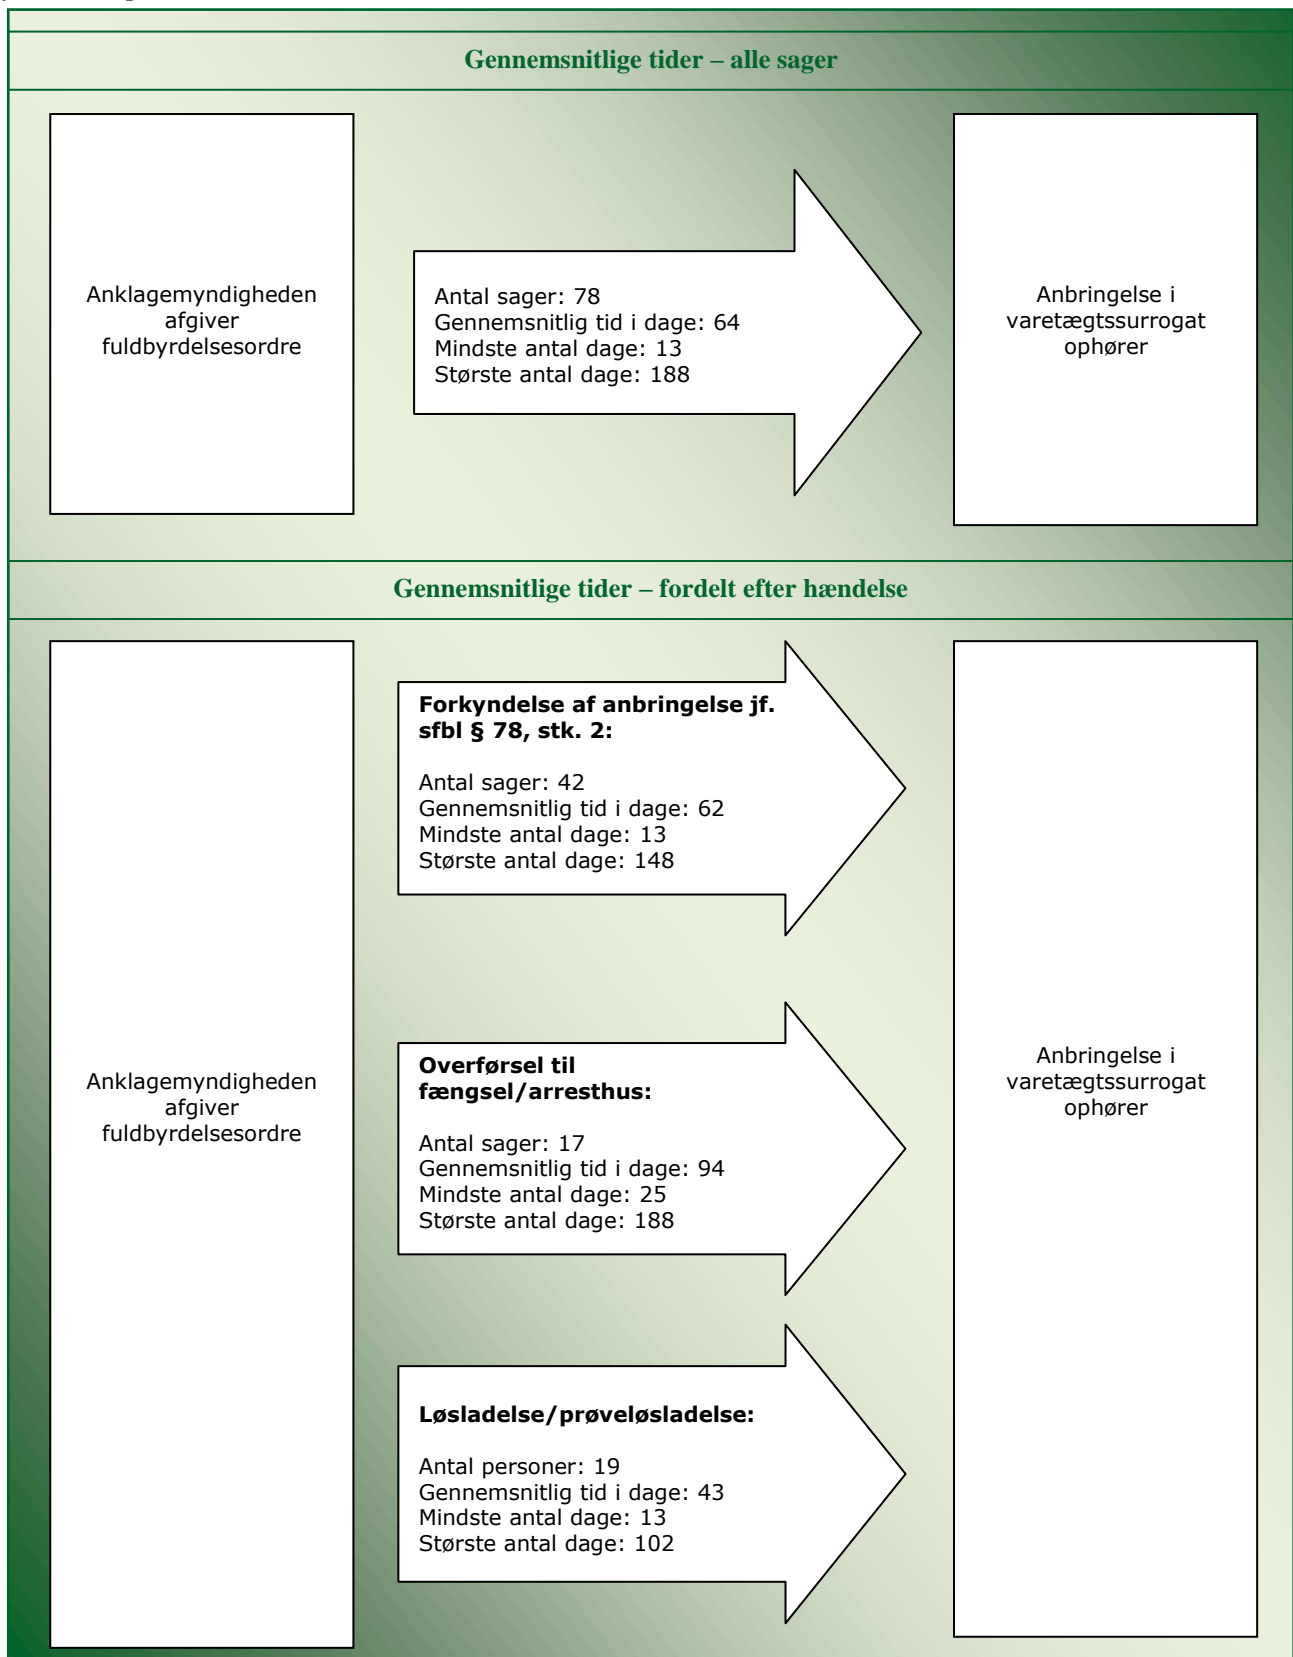 Gennemsnitlige tider – alle sager
Anklagemyndigheden
afgiver
fuldbyrdelsesordre
Antal sager: 78
Gennemsnitlig tid i dage: 64
Mindste antal dage: 13
Største antal dage: 188
Anbringelse i
varetægtssurrogat
ophører
Gennemsnitlige tider – fordelt efter hændelse
Anklagemyndigheden
afgiver
fuldbyrdelsesordre
Forkyndelse af anbringelse jf.
sfbl § 78, stk. 2:
Antal sager: 42
Gennemsnitlig tid i dage: 62
Mindste antal dage: 13
Største antal dage: 148
Overførsel til
fængsel/arresthus:
Antal sager: 17
Gennemsnitlig tid i dage: 94
Mindste antal dage: 25
Største antal dage: 188
Løsladelse/prøveløsladelse:
Antal personer: 19
Gennemsnitlig tid i dage: 43
Mindste antal dage: 13
Største antal dage: 102
Anbringelse i
varetægtssurrogat
ophører